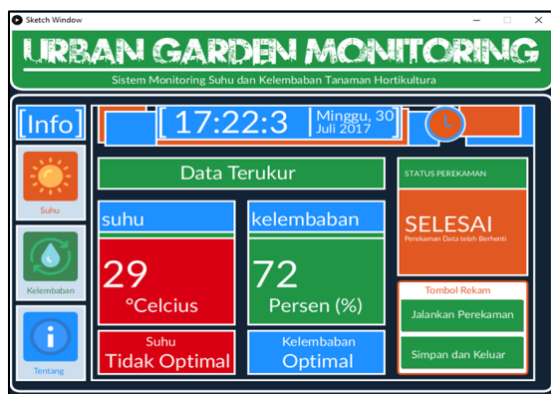 Sketch Window
URBAN GARDEN MONITORING
Sistem Monitoring Suhu dan Kelembaban Tanaman Hortikultura
[Info]
[17:22:3
Minggu, 30]
Juli 2017
Suhu
Kelembaban
Tentang
Data Terukur
suhu
29
°Celcius
Suhu
Tidak Optimal
kelembaban
72
Persen (%)
Kelembaban
Optimal
STATUS PEREKAMAN
SELESAI
Perekaman Data telah Berhenti
Tombol Rekam
Jalankan Perekaman
Simpan dan Keluar